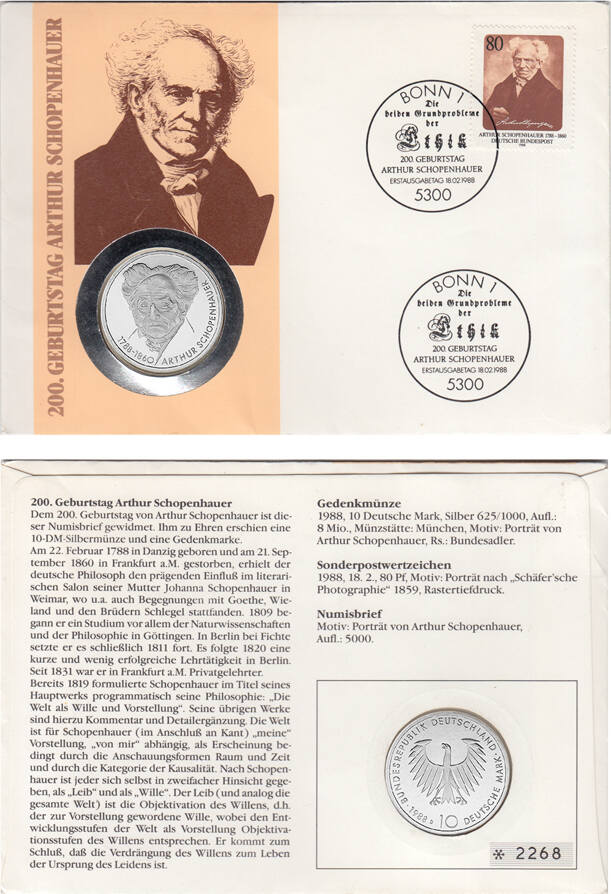 200. GEBURTSTAG ARTHUR SCHOPENHAUER
1788-1860 ARTHUR SCHOPENHAUER
80
ARTHUR SCHOPENHAUER 1788-1860
DEUTSCHE BUNDESPOST
1988
BONN 1
Die
beiden Grundprobleme
der
Ethik
200. GEBURTSTAG
ARTHUR SCHOPENHAUER
ERSTAUSGABETAG 18.02.1988
5300
BONN 1
Die
beiden Grundprobleme
der
Ethik
200. GEBURTSTAG
ARTHUR SCHOPENHAUER
ERSTAUSGABETAG 18.02.1988
5300
200. Geburtstag Arthur Schopenhauer
Dem 200. Geburtstag von Arthur Schopenhauer ist die-
ser Numisbrief gewidmet. Ihm zu Ehren erschien eine
10-DM-Silbermünze und eine Gedenkmarke.
Am 22. Februar 1788 in Danzig geboren und am 21. Sep-
tember 1860 in Frankfurt a.M. gestorben, erhielt der
deutsche Philosoph den prägenden Einfluß im literari-
schen Salon seiner Mutter Johanna Schopenhauer in
Weimar, wo u.a. auch Begegnungen mit Goethe, Wie-
land und den Brüdern Schlegel stattfanden. 1809 be-
gann er ein Studium vor allem der Naturwissenschaften
und der Philosophie in Göttingen. In Berlin bei Fichte
setzte er es schließlich 1811 fort. Es folgte 1820 eine
kurze und wenig erfolgreiche Lehrtätigkeit in Berlin.
Seit 1831 war er in Frankfurt a.M. Privatgelehrter.
Bereits 1819 formulierte Schopenhauer im Titel seines
Hauptwerks programmatisch seine Philosophie: „Die
Welt als Wille und Vorstellung". Seine übrigen Werke
sind hierzu Kommentar und Detailergänzung. Die Welt
ist für Schopenhauer (im Anschluß an Kant) „meine"
Vorstellung, „von mir" abhängig, als Erscheinung be-
dingt durch die Anschauungsformen Raum und Zeit
und durch die Kategorie der Kausalität. Nach Schopen-
hauer ist jeder sich selbst in zweifacher Hinsicht gege-
ben, als „Leib" und als „Wille". Der Leib (und analog die
gesamte Welt) ist die Objektivation des Willens, d.h.
der zur Vorstellung gewordene Wille, wobei den Ent-
wicklungsstufen der Welt als Vorstellung Objektiva-
tionsstufen des Willens entsprechen. Er kommt zum
Schluß, daß die Verdrängung des Willens zum Leben
der Ursprung des Leidens ist.
Gedenkmünze
1988, 10 Deutsche Mark, Silber 625/1000, Aufl.:
8 Mio., Münzstätte: München, Motiv: Porträt von
Arthur Schopenhauer, Rs.: Bundesadler.
Sonderpostwertzeichen
1988, 18. 2., 80 Pf, Motiv: Porträt nach „Schäfer'sche
Photographie" 1859, Rastertiefdruck.
Numisbrief
Motiv: Porträt von Arthur Schopenhauer,
Aufl.: 5000.
BUNDESREPUBLIK DEUTSCHLAND
1988 D 10 DEUTSCHE MARK
* 2268